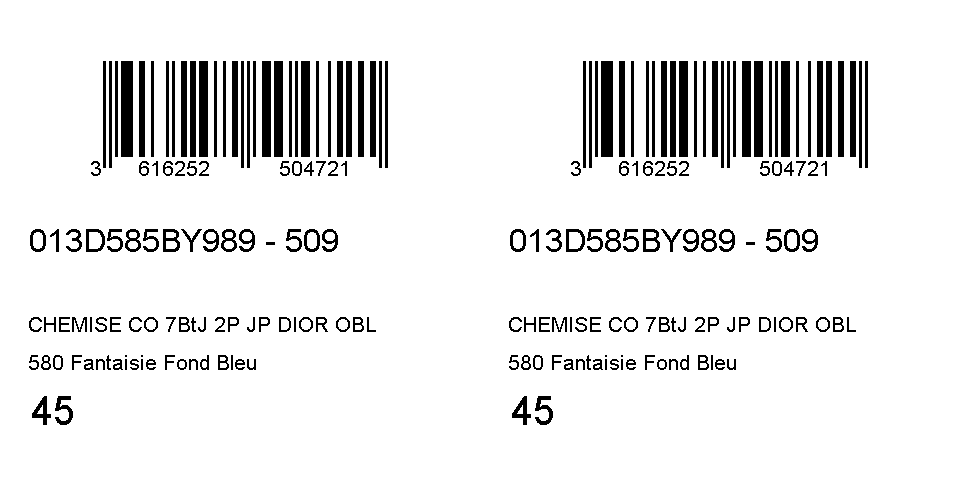 3 616252 504721
013D585BY989 - 509
CHEMISE CO 7BtJ 2P JP DIOR OBL
580 Fantaisie Fond Bleu
45
3 616252 504721
013D585BY989 - 509
CHEMISE CO 7BtJ 2P JP DIOR OBL
580 Fantaisie Fond Bleu
45